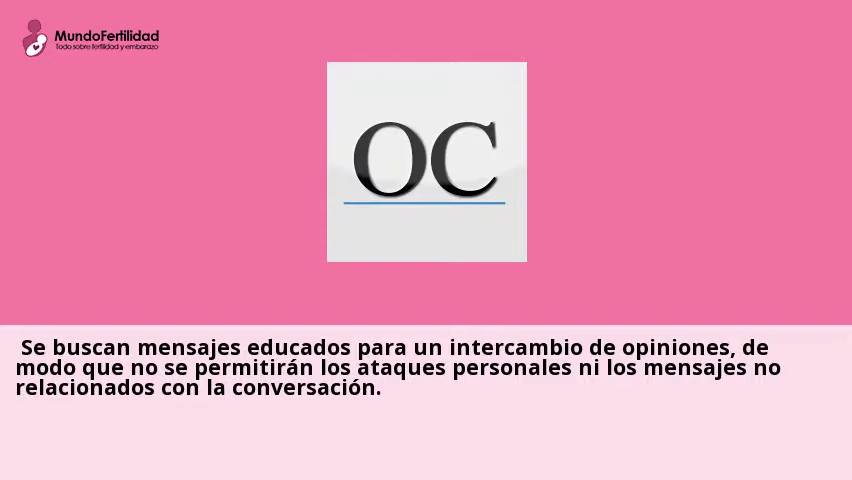 MundoFertilidad
Todo sobre fertilidad y embarazo
OC
Se buscan mensajes educados para un intercambio de opiniones, de
modo que no se permitirán los ataques personales ni los mensajes no
relacionados con la conversación.